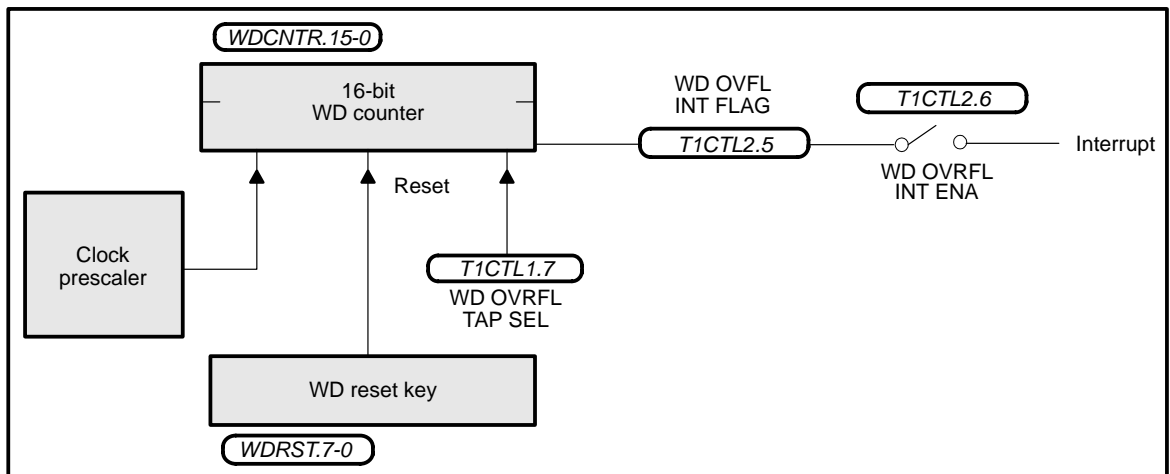 WDCNTR.15-0
16-bit
WD counter
WD OVFL
INT FLAG
T1CTL2.6
T1CTL2.5
Interrupt
WD OVRFL
INT ENA
Reset
Clock
prescaler
T1CTL1.7
WD OVRFL
TAP SEL
WD reset key
WDRST.7-0